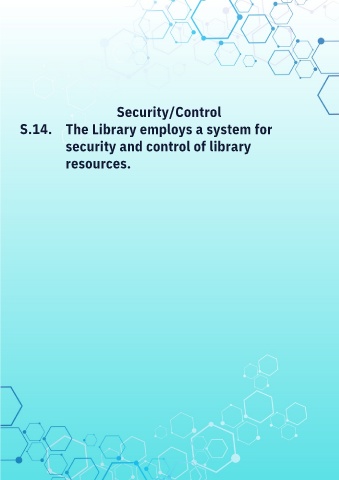 Security/Control
S.14. The Library employs a system for
security and control of library
resources.